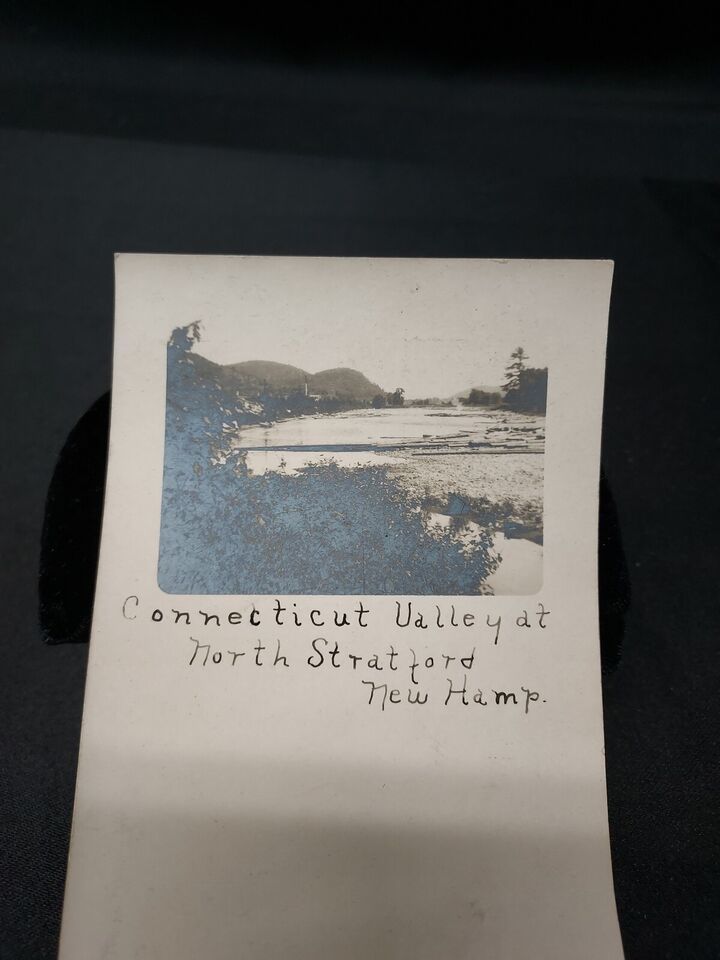 Connecticut Valley at
North Stratford
New Hamp.